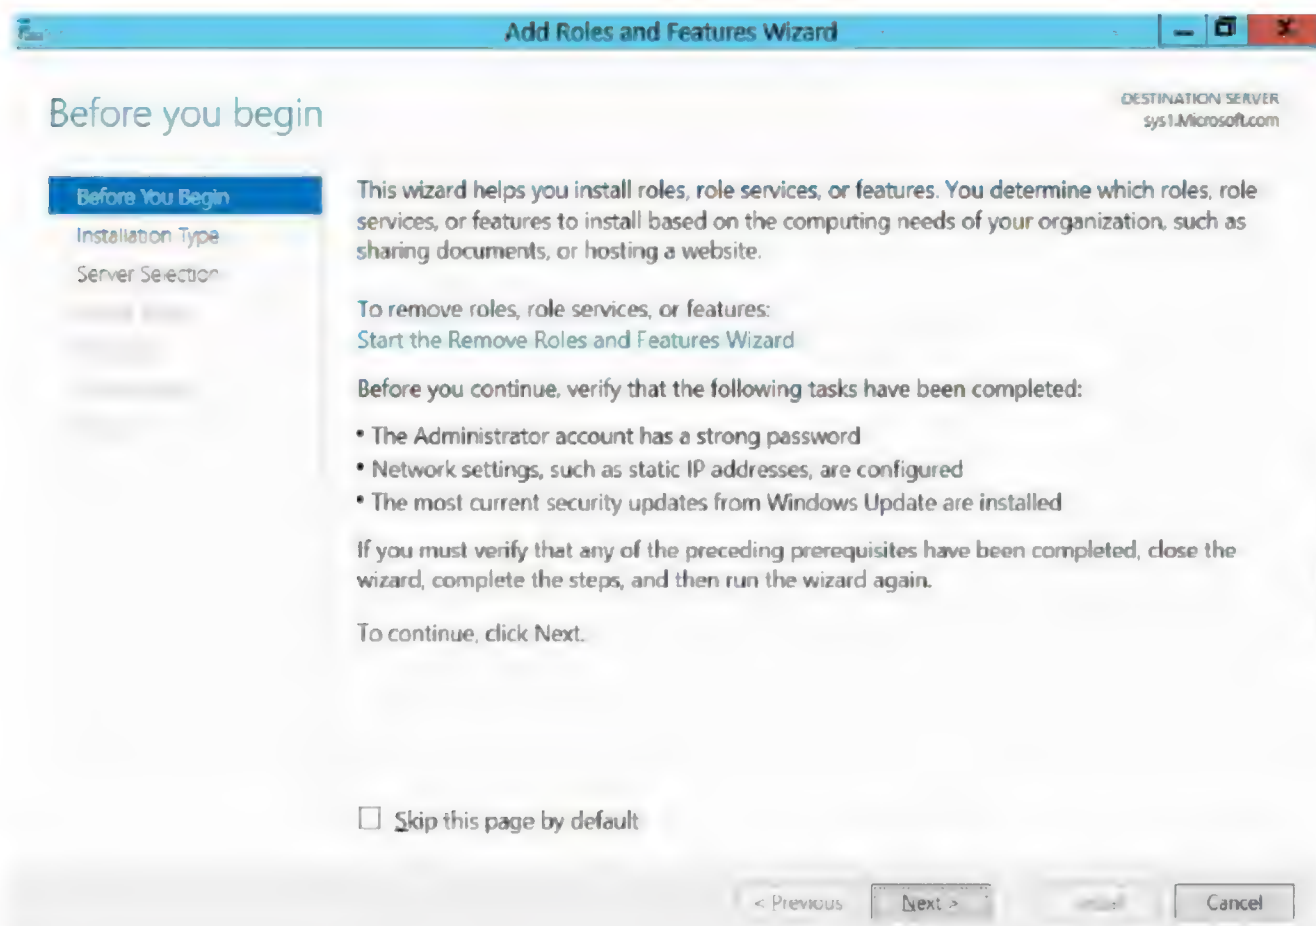 Add Roles and Features Wizard
Before you begin
DESTINATION SERVER
sys1.Microsoft.com
Before You Begin
Installation Type
Server Selection
This wizard helps you install roles, role services, or features. You determine which roles, role
services, or features to install based on the computing needs of your organization, such as
sharing documents, or hosting a website.
To remove roles, role services, or features:
Start the Remove Roles and Features Wizard
Before you continue, verify that the following tasks have been completed:
• The Administrator account has a strong password
• Network settings, such as static IP addresses, are configured
• The most current security updates from Windows Update are installed
If you must verify that any of the preceding prerequisites have been completed, close the
wizard, complete the steps, and then run the wizard again.
To continue, click Next.
Skip this page by default
< Previous
Next >
Cancel